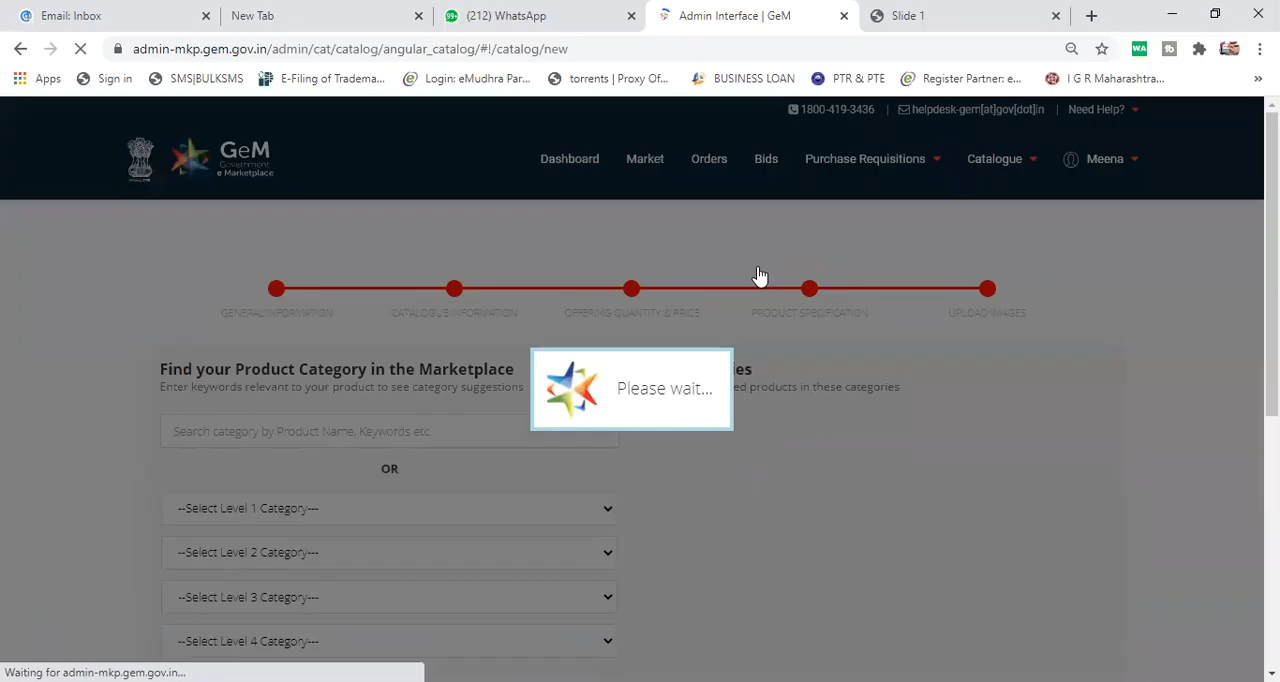 Email: Inbox
New Tab
99+ (212) WhatsApp
Admin Interface | GeM
Slide 1
admin-mkp.gem.gov.in/admin/cat/catalog/angular_catalog/#!/catalog/new
Apps
Sign in
SMS|BULKSMS
E-Filing of Tradema...
Login: eMudhra Par...
torrents | Proxy Of...
BUSINESS LOAN
PTR & PTE
Register Partner: e...
I G R Maharashtra...
»
1800-419-3436 | helpdesk-gem[at]gov[dot]in | Need Help?
GeM
Government
e Marketplace
Dashboard
Market
Orders
Bids
Purchase Requisitions
Catalogue
Meena
GENERAL INFORMATION
CATALOGUE INFORMATION
OFFERING QUANTITY & PRICE
PRODUCT SPECIFICATION
UPLOAD IMAGES
Find your Product Category in the Marketplace
Enter keywords relevant to your product to see category suggestions
products in these categories
Please wait...
Search category by Product Name, Keywords etc.
OR
--Select Level 1 Category---
--Select Level 2 Category---
--Select Level 3 Category---
--Select Level 4 Category---
Waiting for admin-mkp.gem.gov.in...